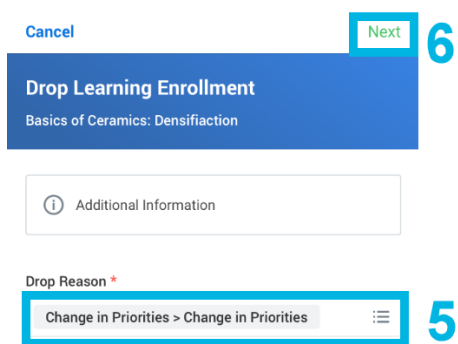 Cancel Next 6
Drop Learning Enrollment
Basics of Ceramics: Densifiaction
Additional Information
Drop Reason *
Change in Priorities > Change in Priorities 5